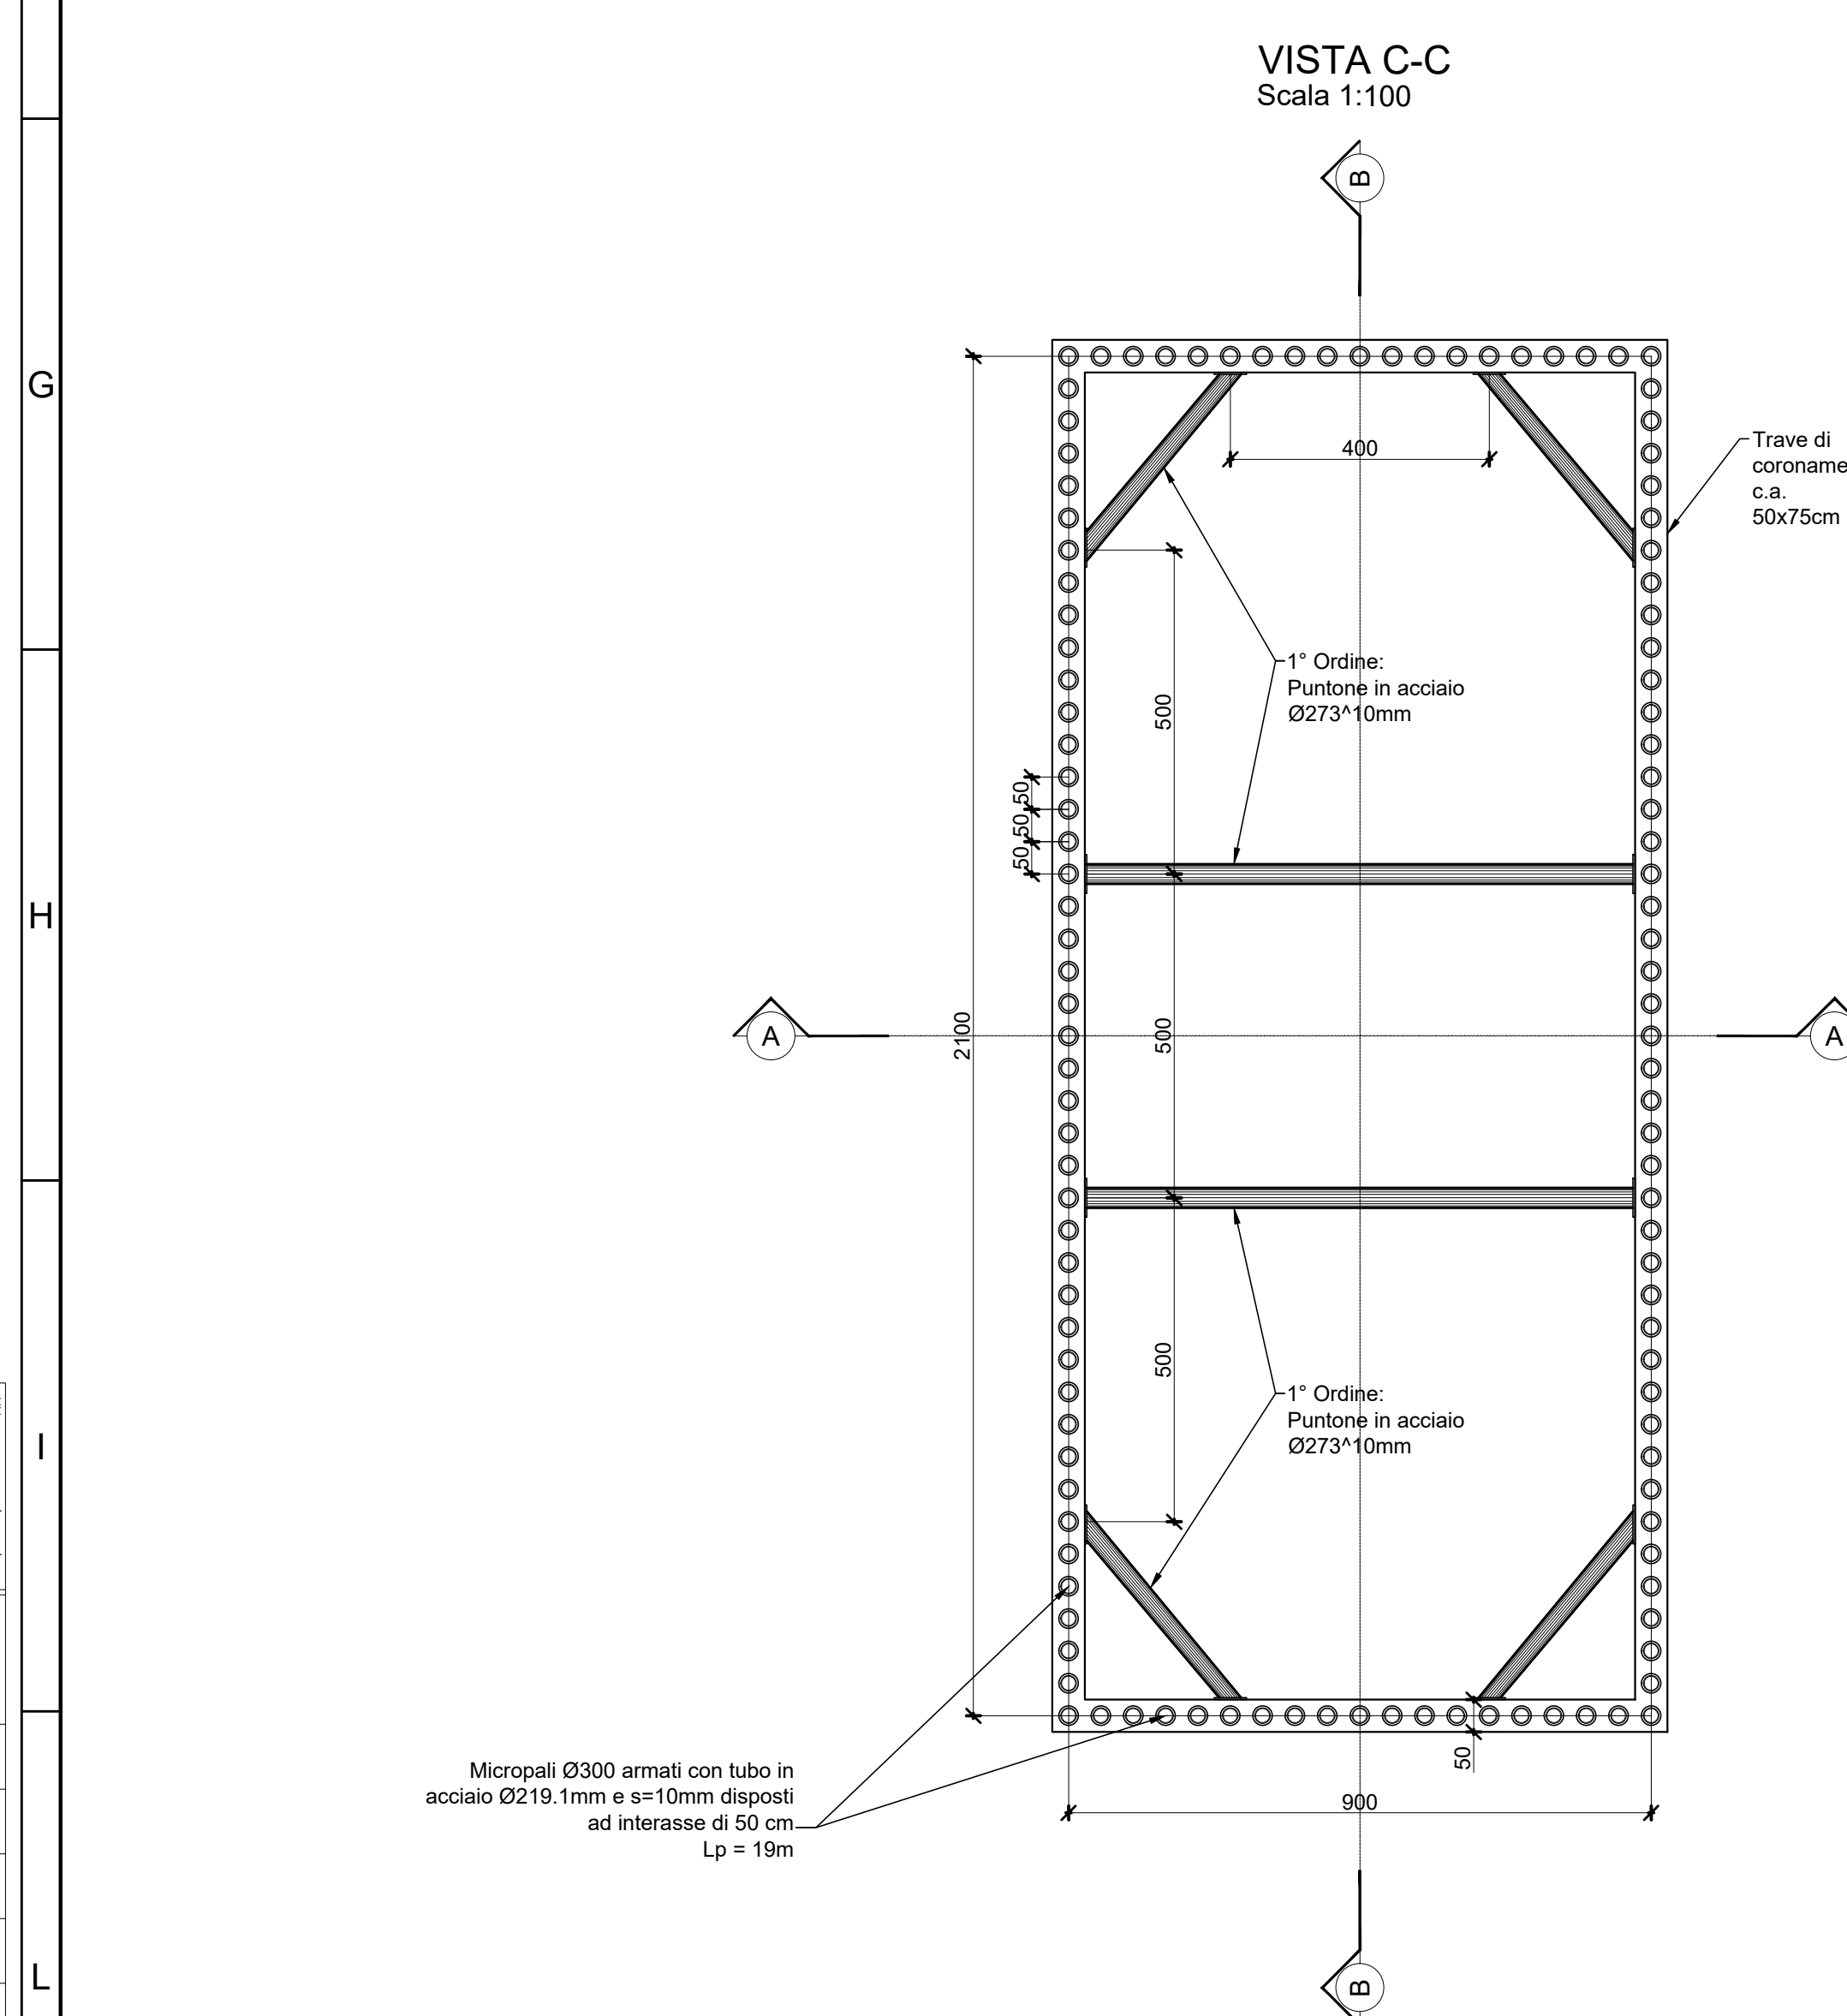 VISTA C-C
Scala 1:100
B
G
400
Trave di
coroname
c.a.
50x75cm
1° Ordine:
Puntone in acciaio
Ø273^10mm
500
50
50
50
H
A
2100
500
A
500
1° Ordine:
Puntone in acciaio
Ø273^10mm
I
50
Micropali Ø300 armati con tubo in
acciaio Ø219.1mm e s=10mm disposti
ad interasse di 50 cm
Lp = 19m
900
L
B